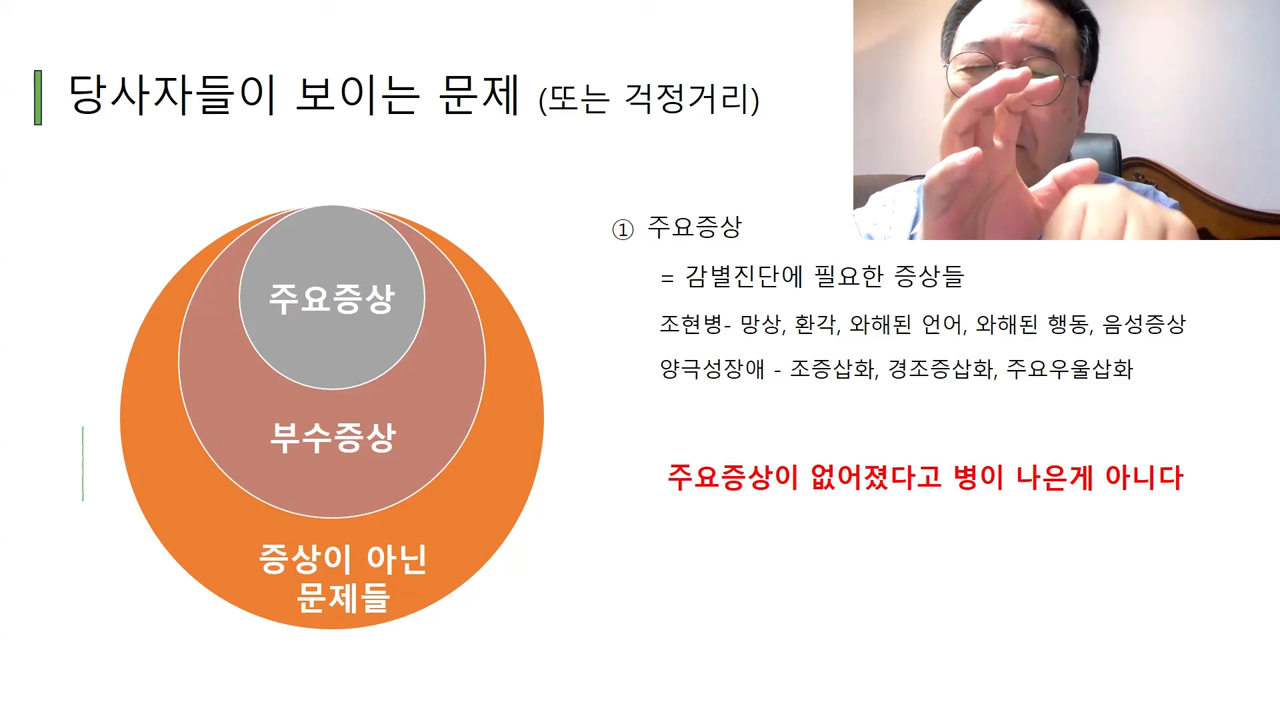 당사자들이 보이는 문제 (또는 걱정거리)
주요증상
부수증상
증상이 아닌
문제들
① 주요증상
= 감별진단에 필요한 증상들
조현병- 망상, 환각, 와해된 언어, 와해된 행동, 음성증상
양극성장애 - 조증삽화, 경조증삽화, 주요우울삽화
주요증상이 없어졌다고 병이 나은게 아니다